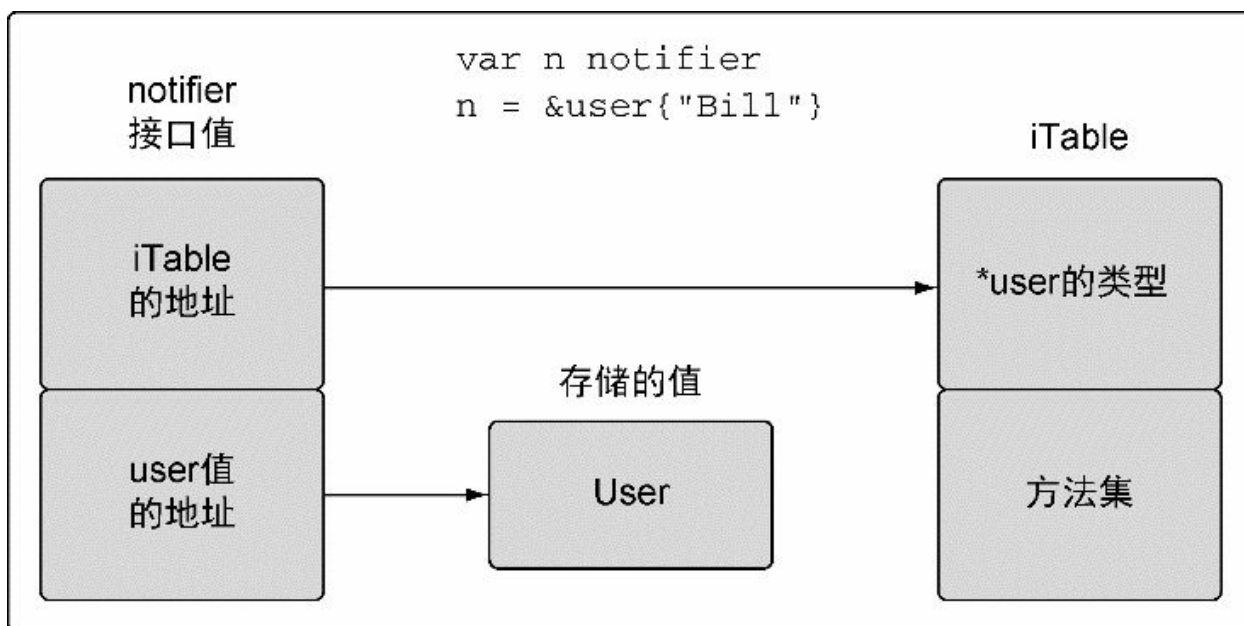 var n notifier
n = &user{"Bill"}
notifier
接口值
iTable
iTable
的地址
*user的类型
存储的值
user值
的地址
User
方法集